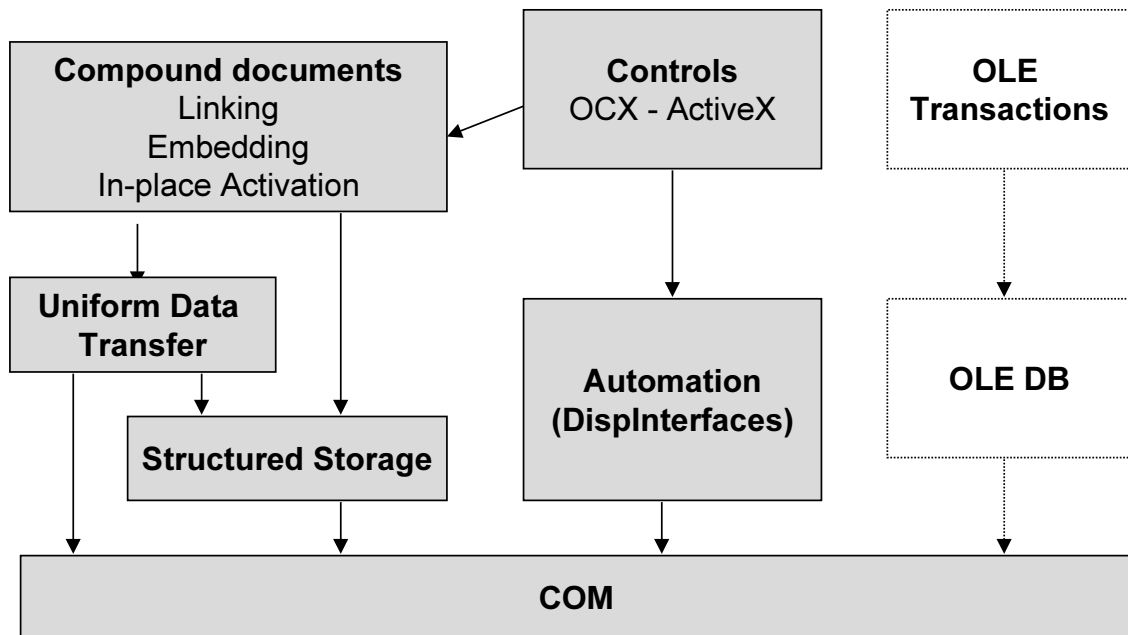 Compound documents
Linking
Embedding
In-place Activation
Controls
OCX - ActiveX
OLE
Transactions
Uniform Data
Transfer
Structured Storage
Automation
(DispInterfaces)
OLE DB
COM